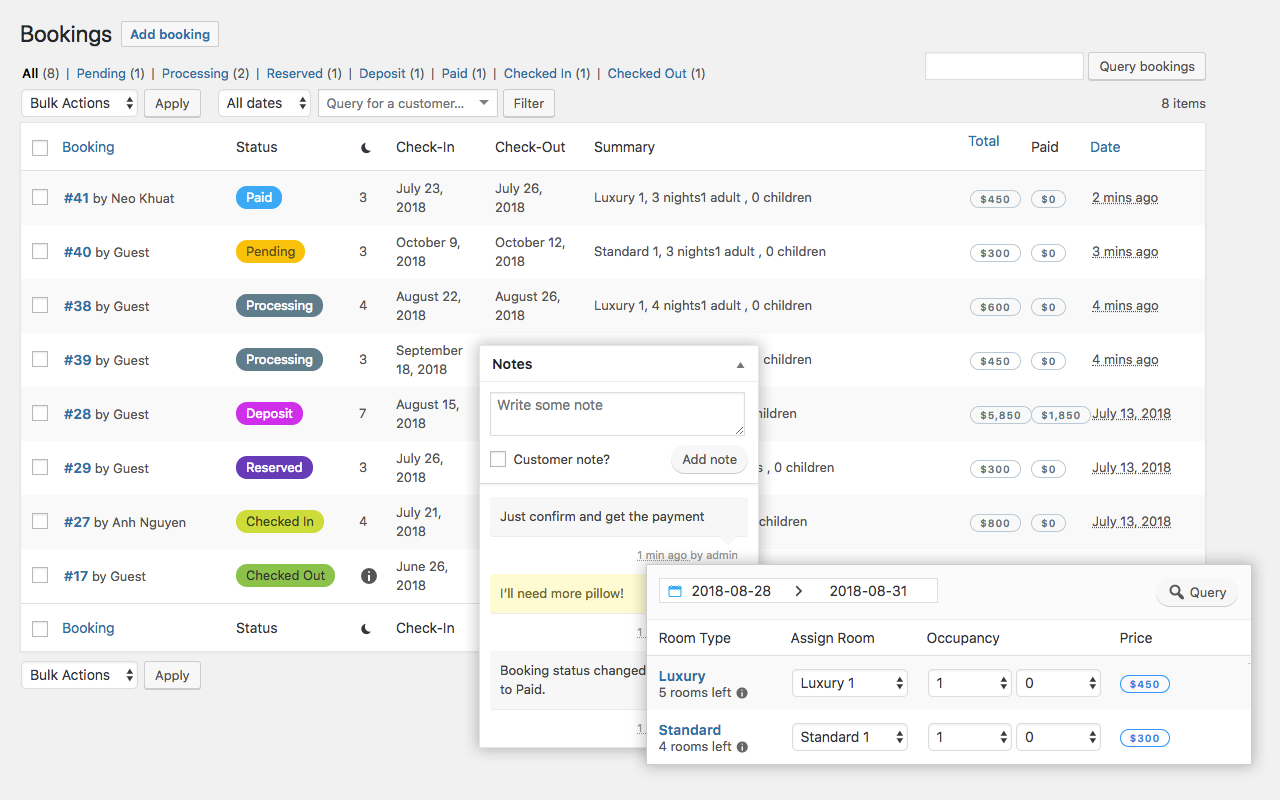 Bookings Add booking
All (8) | Pending (1) | Processing (2) | Reserved (1) | Deposit (1) | Paid (1) | Checked In (1) | Checked Out (1)
Query bookings
Bulk Actions Apply All dates Query for a customer... Filter
8 items
Booking Status Check-In Check-Out Summary Total Paid Date
#41 by Neo Khuat Paid 3 July 23, 2018 July 26, 2018 Luxury 1, 3 nights1 adult , 0 children $450 $0 2 mins ago
#40 by Guest Pending 3 October 9, 2018 October 12, 2018 Standard 1, 3 nights1 adult , 0 children $300 $0 3 mins ago
#38 by Guest Processing 4 August 22, 2018 August 26, 2018 Luxury 1, 4 nights1 adult , 0 children $600 $0 4 mins ago
#39 by Guest Processing 3 September 18, 2018 children $450 $0 4 mins ago
#28 by Guest Deposit 7 August 15, 2018 $5,850 $1,850 July 13, 2018
#29 by Guest Reserved 3 July 26, 2018 , 0 children $300 $0 July 13, 2018
#27 by Anh Nguyen Checked In 4 July 21, 2018 children $800 $0 July 13, 2018
#17 by Guest Checked Out June 26, 2018
Booking Status Check-In
Bulk Actions Apply
Notes
Write some note
Customer note? Add note
Just confirm and get the payment
1 min ago by admin
I'll need more pillow!
1
Booking status changed
to Paid.
1
2018-08-28 > 2018-08-31 Query
Room Type Assign Room Occupancy Price
Luxury Luxury 1 1 0 $450
5 rooms left
Standard Standard 1 1 0 $300
4 rooms left